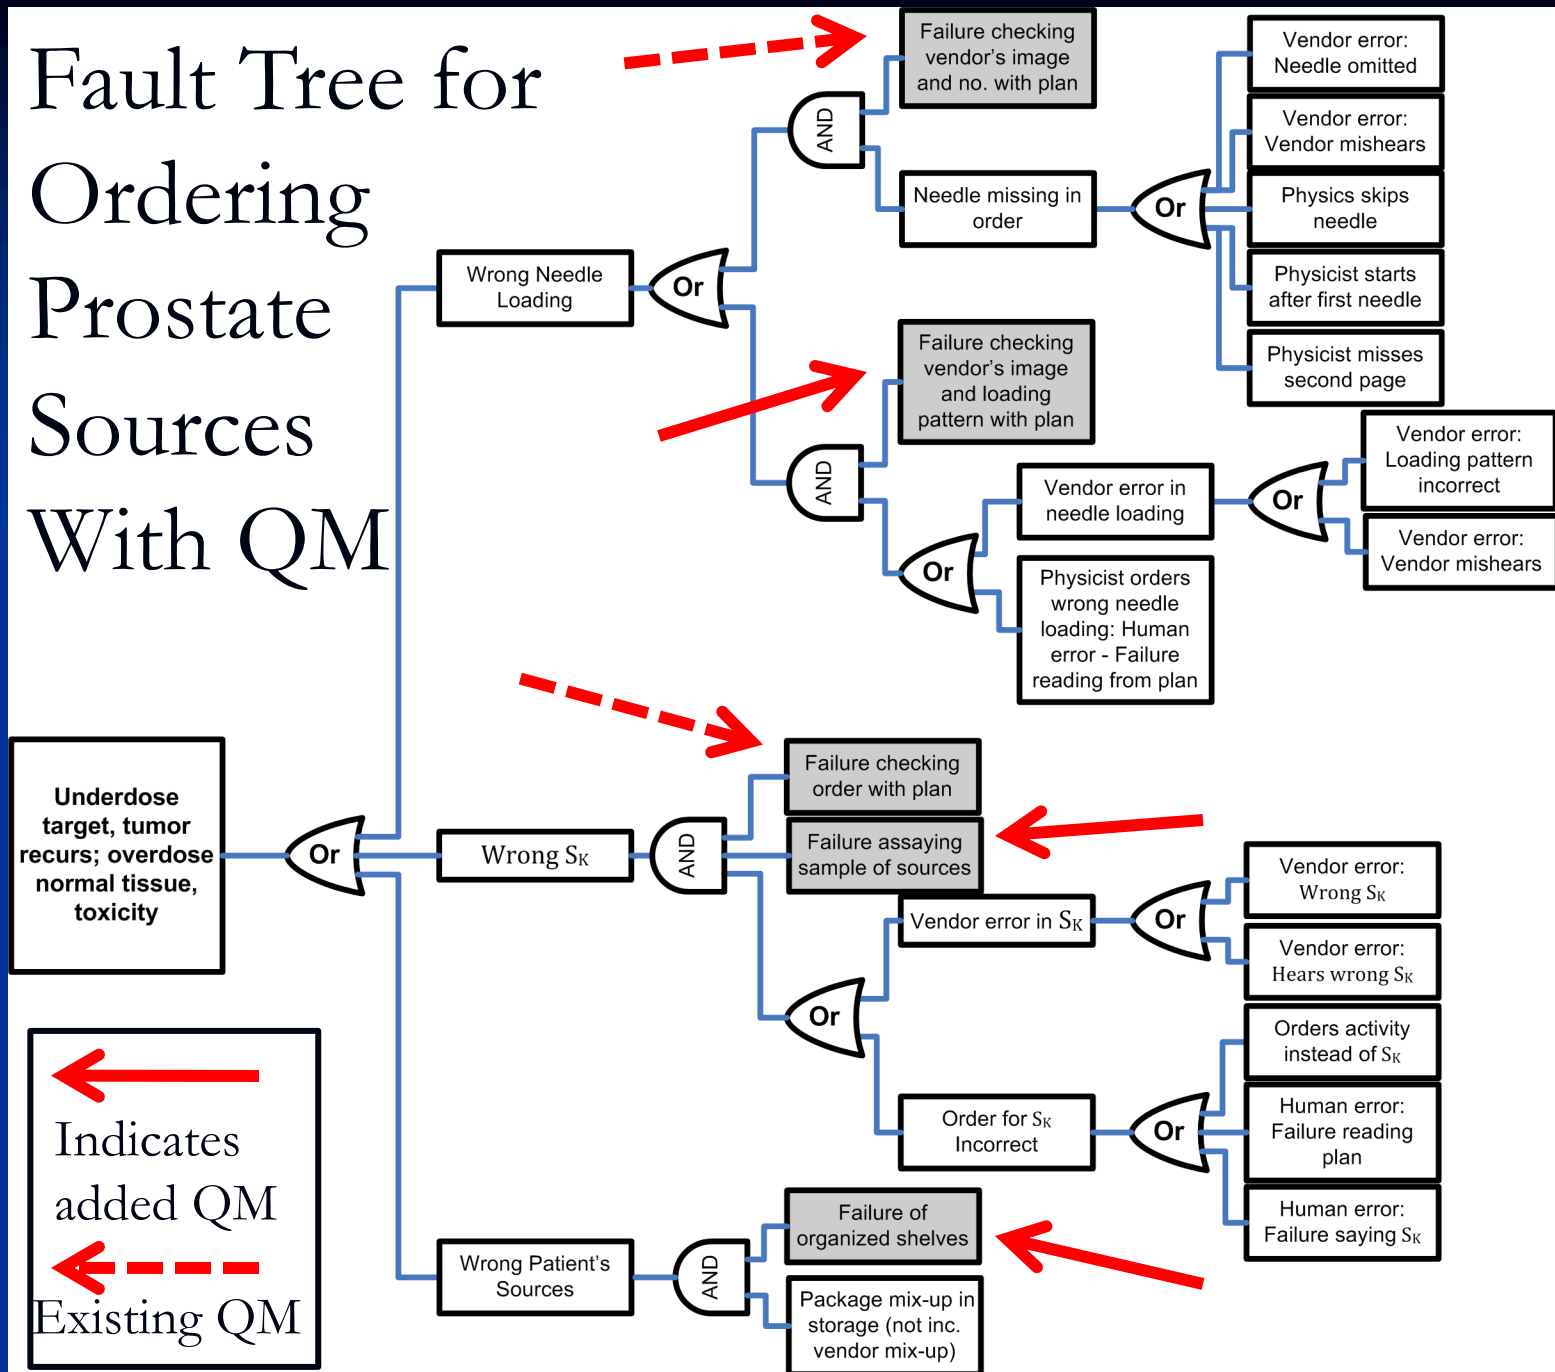 Fault Tree for
Ordering
Prostate
Sources
With QM
Failure checking
vendor's image
and no. with plan
AND
Needle missing in
order
Or
Vendor error:
Needle omitted
Vendor error:
Vendor mishears
Physics skips
needle
Physicist starts
after first needle
Physicist misses
second page
Wrong Needle
Loading
Or
Failure checking
vendor's image
and loading
pattern with plan
AND
Or
Vendor error in
needle loading
Or
Vendor error:
Loading pattern
incorrect
Vendor error:
Vendor mishears
Physicist orders
wrong needle
loading: Human
error - Failure
reading from plan
Underdose
target, tumor
recurs; overdose
normal tissue,
toxicity
Or
Wrong SK
AND
Failure checking
order with plan
Failure assaying
sample of sources
Vendor error in SK
Or
Vendor error:
Wrong SK
Vendor error:
Hears wrong SK
Or
Order for SK
Incorrect
Or
Orders activity
instead of SK
Human error:
Failure reading
plan
Human error:
Failure saying SK
Wrong Patient's
Sources
AND
Failure of
organized shelves
Package mix-up in
storage (not inc.
vendor mix-up)
Indicates
added QM
Existing QM